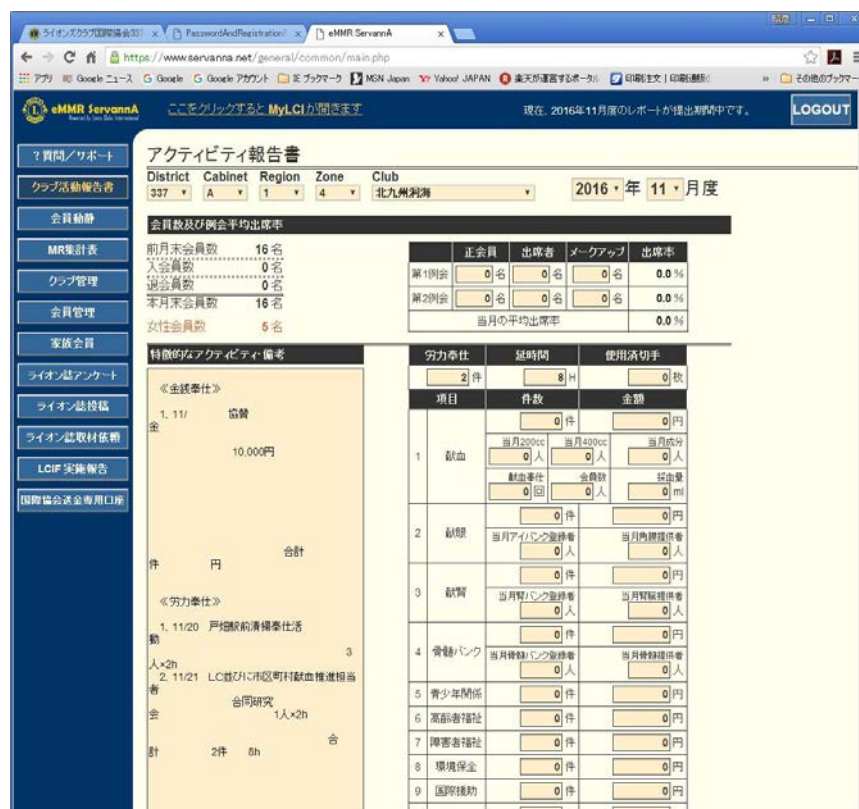 ライオンズクラブ国際協会337
PasswordAndRegistration
eMMR ServannA
https://www.servanna.net/general/common/main.php
アプリ
Google ニュース
Google
Google アカウント
IE ブックマーク
MSN Japan
Yahoo! JAPAN
楽天が運営するポータル
印刷注文
その他のブックマー
eMMR ServannA
ここをクリックすると MyLCIが開きます
現在、2016年11月度のレポートが提出期間中です。
LOGOUT
?質問/サポート
クラブ活動報告書
会員動静
MR集計表
クラブ管理
会員管理
家族会員
ライオン誌アンケート
ライオン誌投稿
ライオン誌取材依頼
LCIF 実施報告
国際協会送金専用口座
アクティビティ報告書
District Cabinet Region Zone Club
337 A 1 4 北九州洞海
2016 年 11 月度
会員数及び例会平均出席率
前月末会員数 16 名
入会員数 0 名
退会員数 0 名
本月末会員数 16 名
女性会員数 5 名
正会員 出席者 メークアップ 出席率
第1例会 0 名 0 名 0 名 0.0 %
第2例会 0 名 0 名 0 名 0.0 %
当月の平均出席率 0.0 %
特徴的なアクティビティ・備考
≪金銭奉仕≫
1. 11/ 協賛
金
10,000円
合計
件 円
≪労力奉仕≫
1. 11/20 戸畑駅前清掃奉仕活
動
3
人×2h
2. 11/21 LC並びに市区町村献血推進担当
者
合同研究
会 1人×2h
合
計 2件 8h
労力奉仕 延時間 使用済切手
2 件 8 H 0 枚
項目 件数 金額
0 件 0 円
1 献血
当月200cc 当月400cc 当月成分
0 人 0 人 0 人
献血奉仕 会員数 採血量
0 回 0 人 0 ml
0 件 0 円
2 献眼
当月アイバンク登録者 当月角膜提供者
0 人 0 人
0 件 0 円
3 献腎
当月腎バンク登録者 当月腎臓提供者
0 人 0 人
0 件 0 円
4 骨髄バンク
当月骨髄バンク登録者 当月骨髄提供者
0 人 0 人
5 青少年関係 0 件 0 円
6 高齢者福祉 0 件 0 円
7 障害者福祉 0 件 0 円
8 環境保全 0 件 0 円
9 国際援助 0 件 0 円